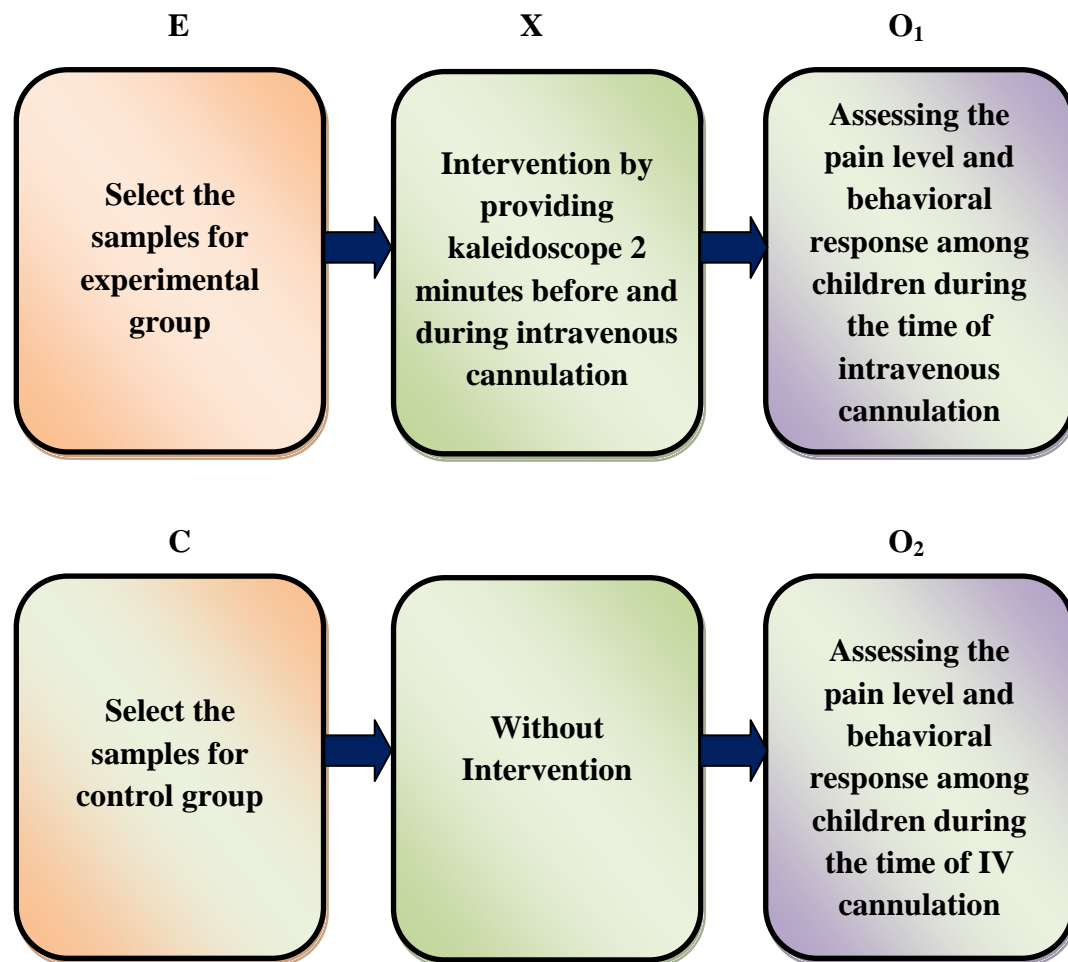 E
X
O₁
Select the
samples for
experimental
group
Intervention by
providing
kaleidoscope 2
minutes before and
during intravenous
cannulation
Assessing the
pain level and
behavioral
response among
children during
the time of
intravenous
cannulation
C
O₂
Select the
samples for
control group
Without
Intervention
Assessing the
pain level and
behavioral
response among
children during
the time of IV
cannulation